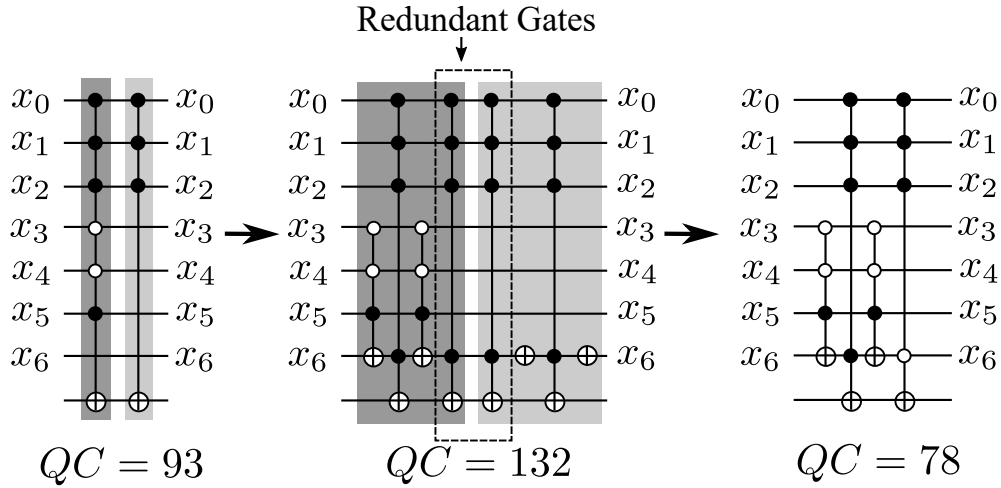 Redundant Gates
x₀ x₀ x₀ x₀ x₀ x₀
x₁ x₁ x₁ x₁ x₁ x₁
x₂ x₂ x₂ x₂ x₂ x₂
x₃ x₃ x₃ x₃ x₃ x₃
x₄ x₄ x₄ x₄ x₄ x₄
x₅ x₅ x₅ x₅ x₅ x₅
x₆ x₆ x₆ x₆ x₆ x₆
QC = 93 QC = 132 QC = 78